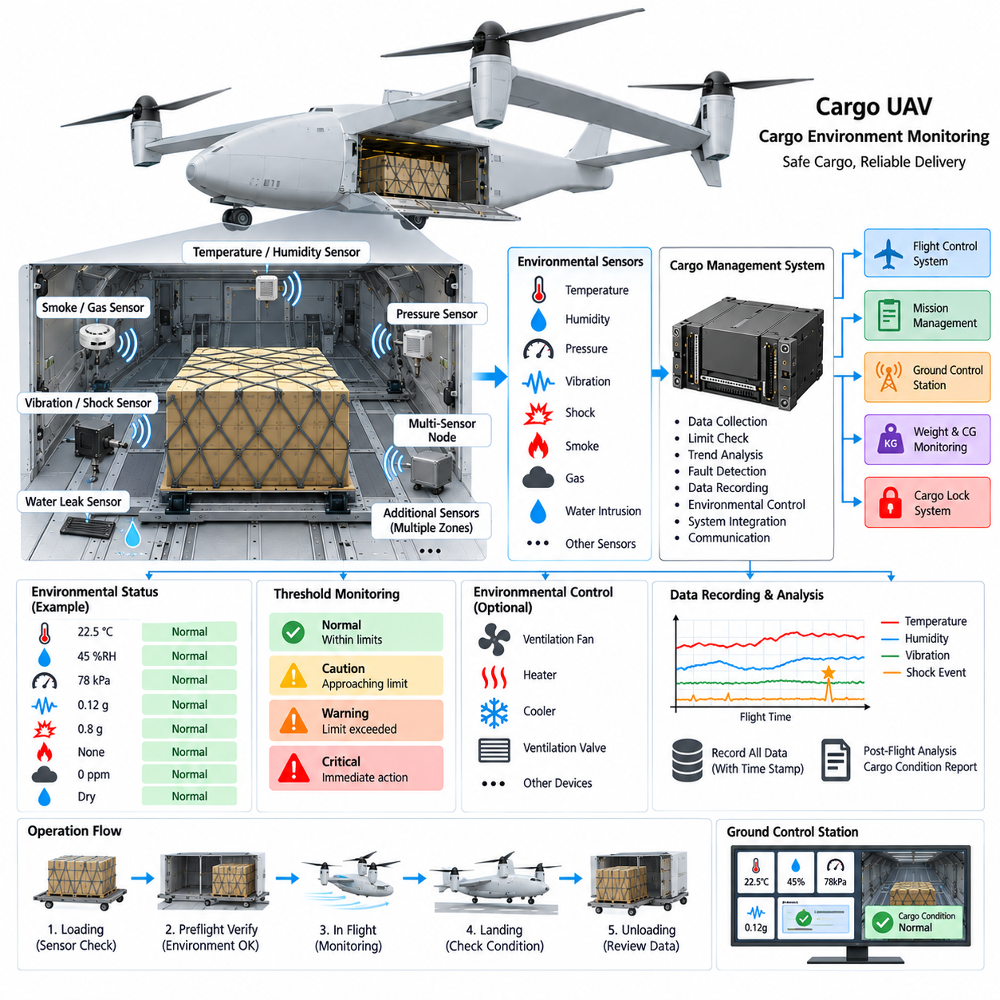 Cargo UAV
Cargo Environment Monitoring
Safe Cargo, Reliable Delivery
Temperature / Humidity Sensor
Smoke / Gas Sensor
Pressure Sensor
Vibration / Shock Sensor
Multi-Sensor
Node
Water Leak Sensor
Additional Sensors
(Multiple Zones)
Environmental Sensors
Temperature
Humidity
Pressure
Vibration
Shock
Smoke
Gas
Water Intrusion
Other Sensors
Cargo Management System
• Data Collection
• Limit Check
• Trend Analysis
• Fault Detection
• Data Recording
• Environmental Control
• System Integration
• Communication
Flight Control
System
Mission
Management
Ground Control
Station
KG
Weight & CG
Monitoring
Cargo Lock
System
Environmental Status
(Example)
22.5 °C Normal
45 %RH Normal
78 kPa Normal
0.12 g Normal
0.8 g Normal
None Normal
0 ppm Normal
Dry Normal
Threshold Monitoring
Normal
Within limits
Caution
Approaching limit
Warning
Limit exceeded
Critical
Immediate action
Environmental Control
(Optional)
Ventilation Fan
Heater
Cooler
Ventilation Valve
Other Devices
Data Recording & Analysis
Temperature
Humidity
Vibration
Shock Event
Flight Time
Record All Data
(With Time Stamp)
Post-Flight Analysis
Cargo Condition Report
Operation Flow
1. Loading
(Sensor Check)
2. Preflight Verify
(Environment OK)
3. In Flight
(Monitoring)
4. Landing
(Check Condition)
5. Unloading
(Review Data)
Ground Control Station
22.5°C
45%
78kPa
0.12g
Cargo Condition
Normal